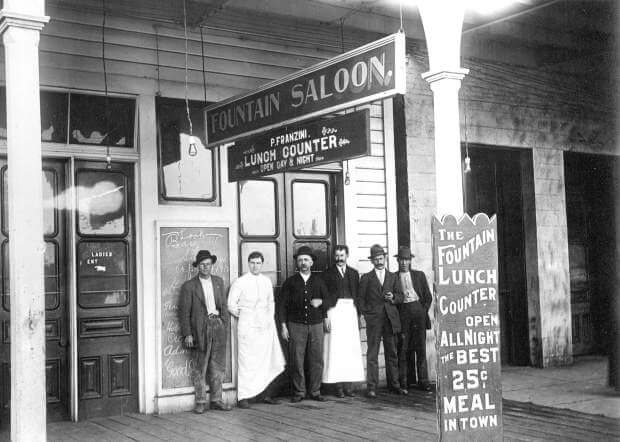 FOUNTAIN SALOON.
P. FRANZINI.
LUNCH COUNTER
OPEN DAY & NIGHT
LADIES
ENT
THE
FOUNTAIN
LUNCH
COUNTER
OPEN
ALL NIGHT
THE BEST
25¢
MEAL
IN TOWN